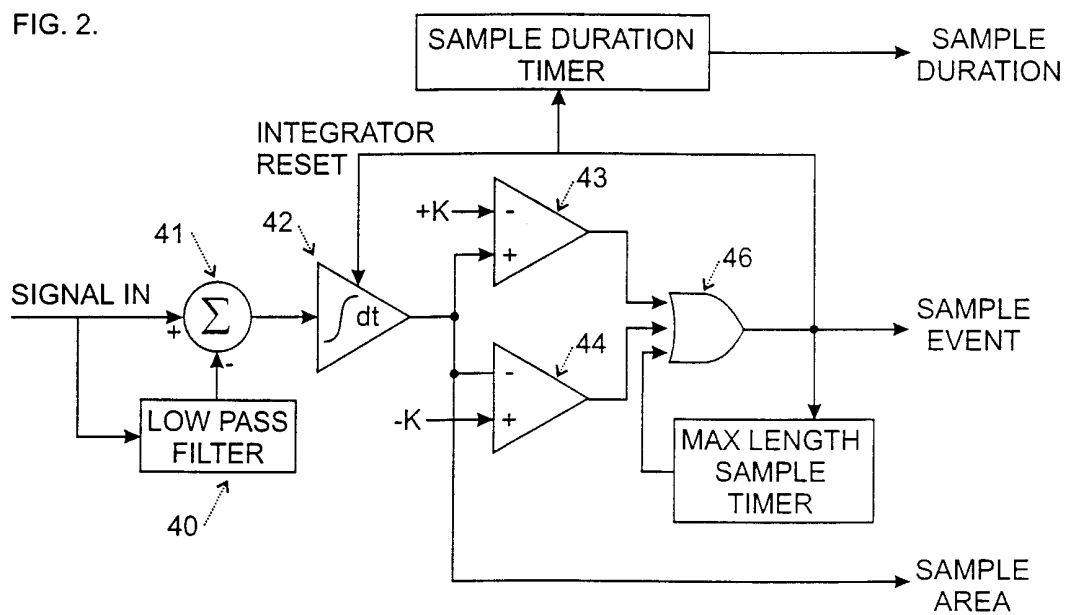 FIG. 2.
SAMPLE DURATION
TIMER
SAMPLE
DURATION
INTEGRATOR
RESET
43
+K
-
+
42
41
46
SIGNAL IN
+
Σ
-
∫dt
SAMPLE
EVENT
44
-
-K
+
LOW PASS
FILTER
40
MAX LENGTH
SAMPLE
TIMER
SAMPLE
AREA